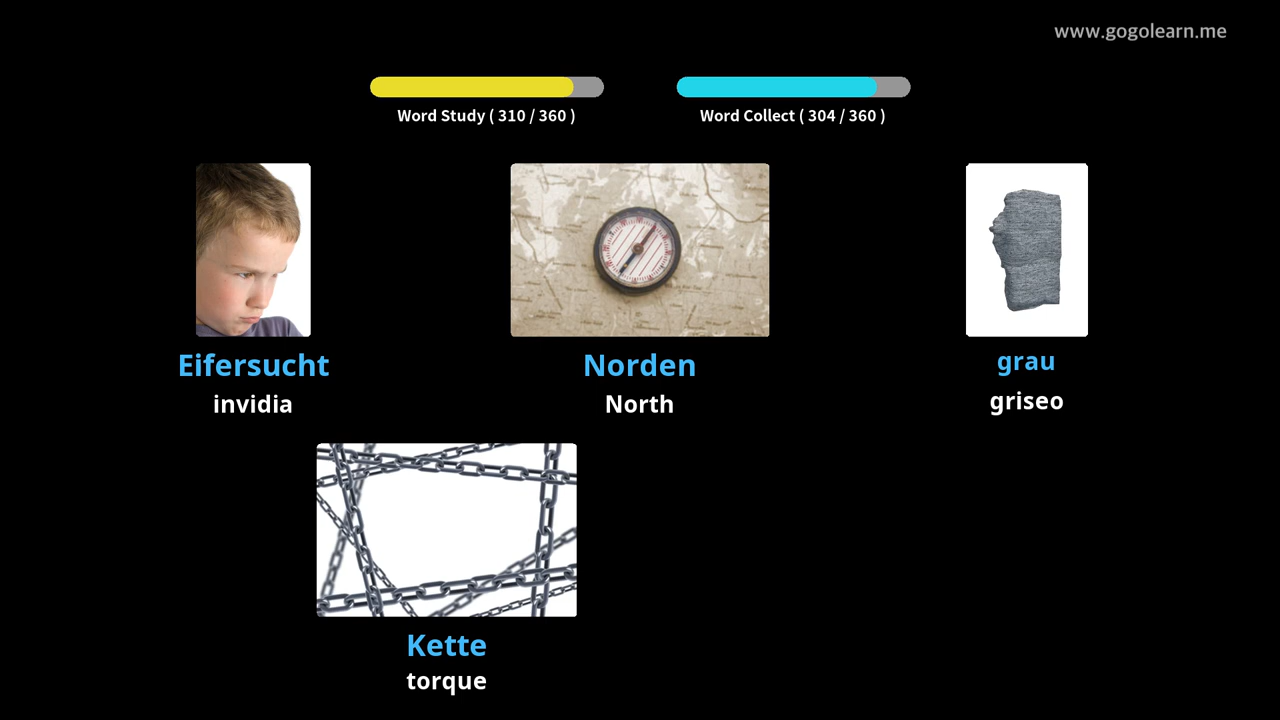 www.gogolearn.me
Word Study ( 310 / 360 )
Word Collect ( 304 / 360 )
Eifersucht
invidia
Norden
North
grau
griseo
Kette
torque